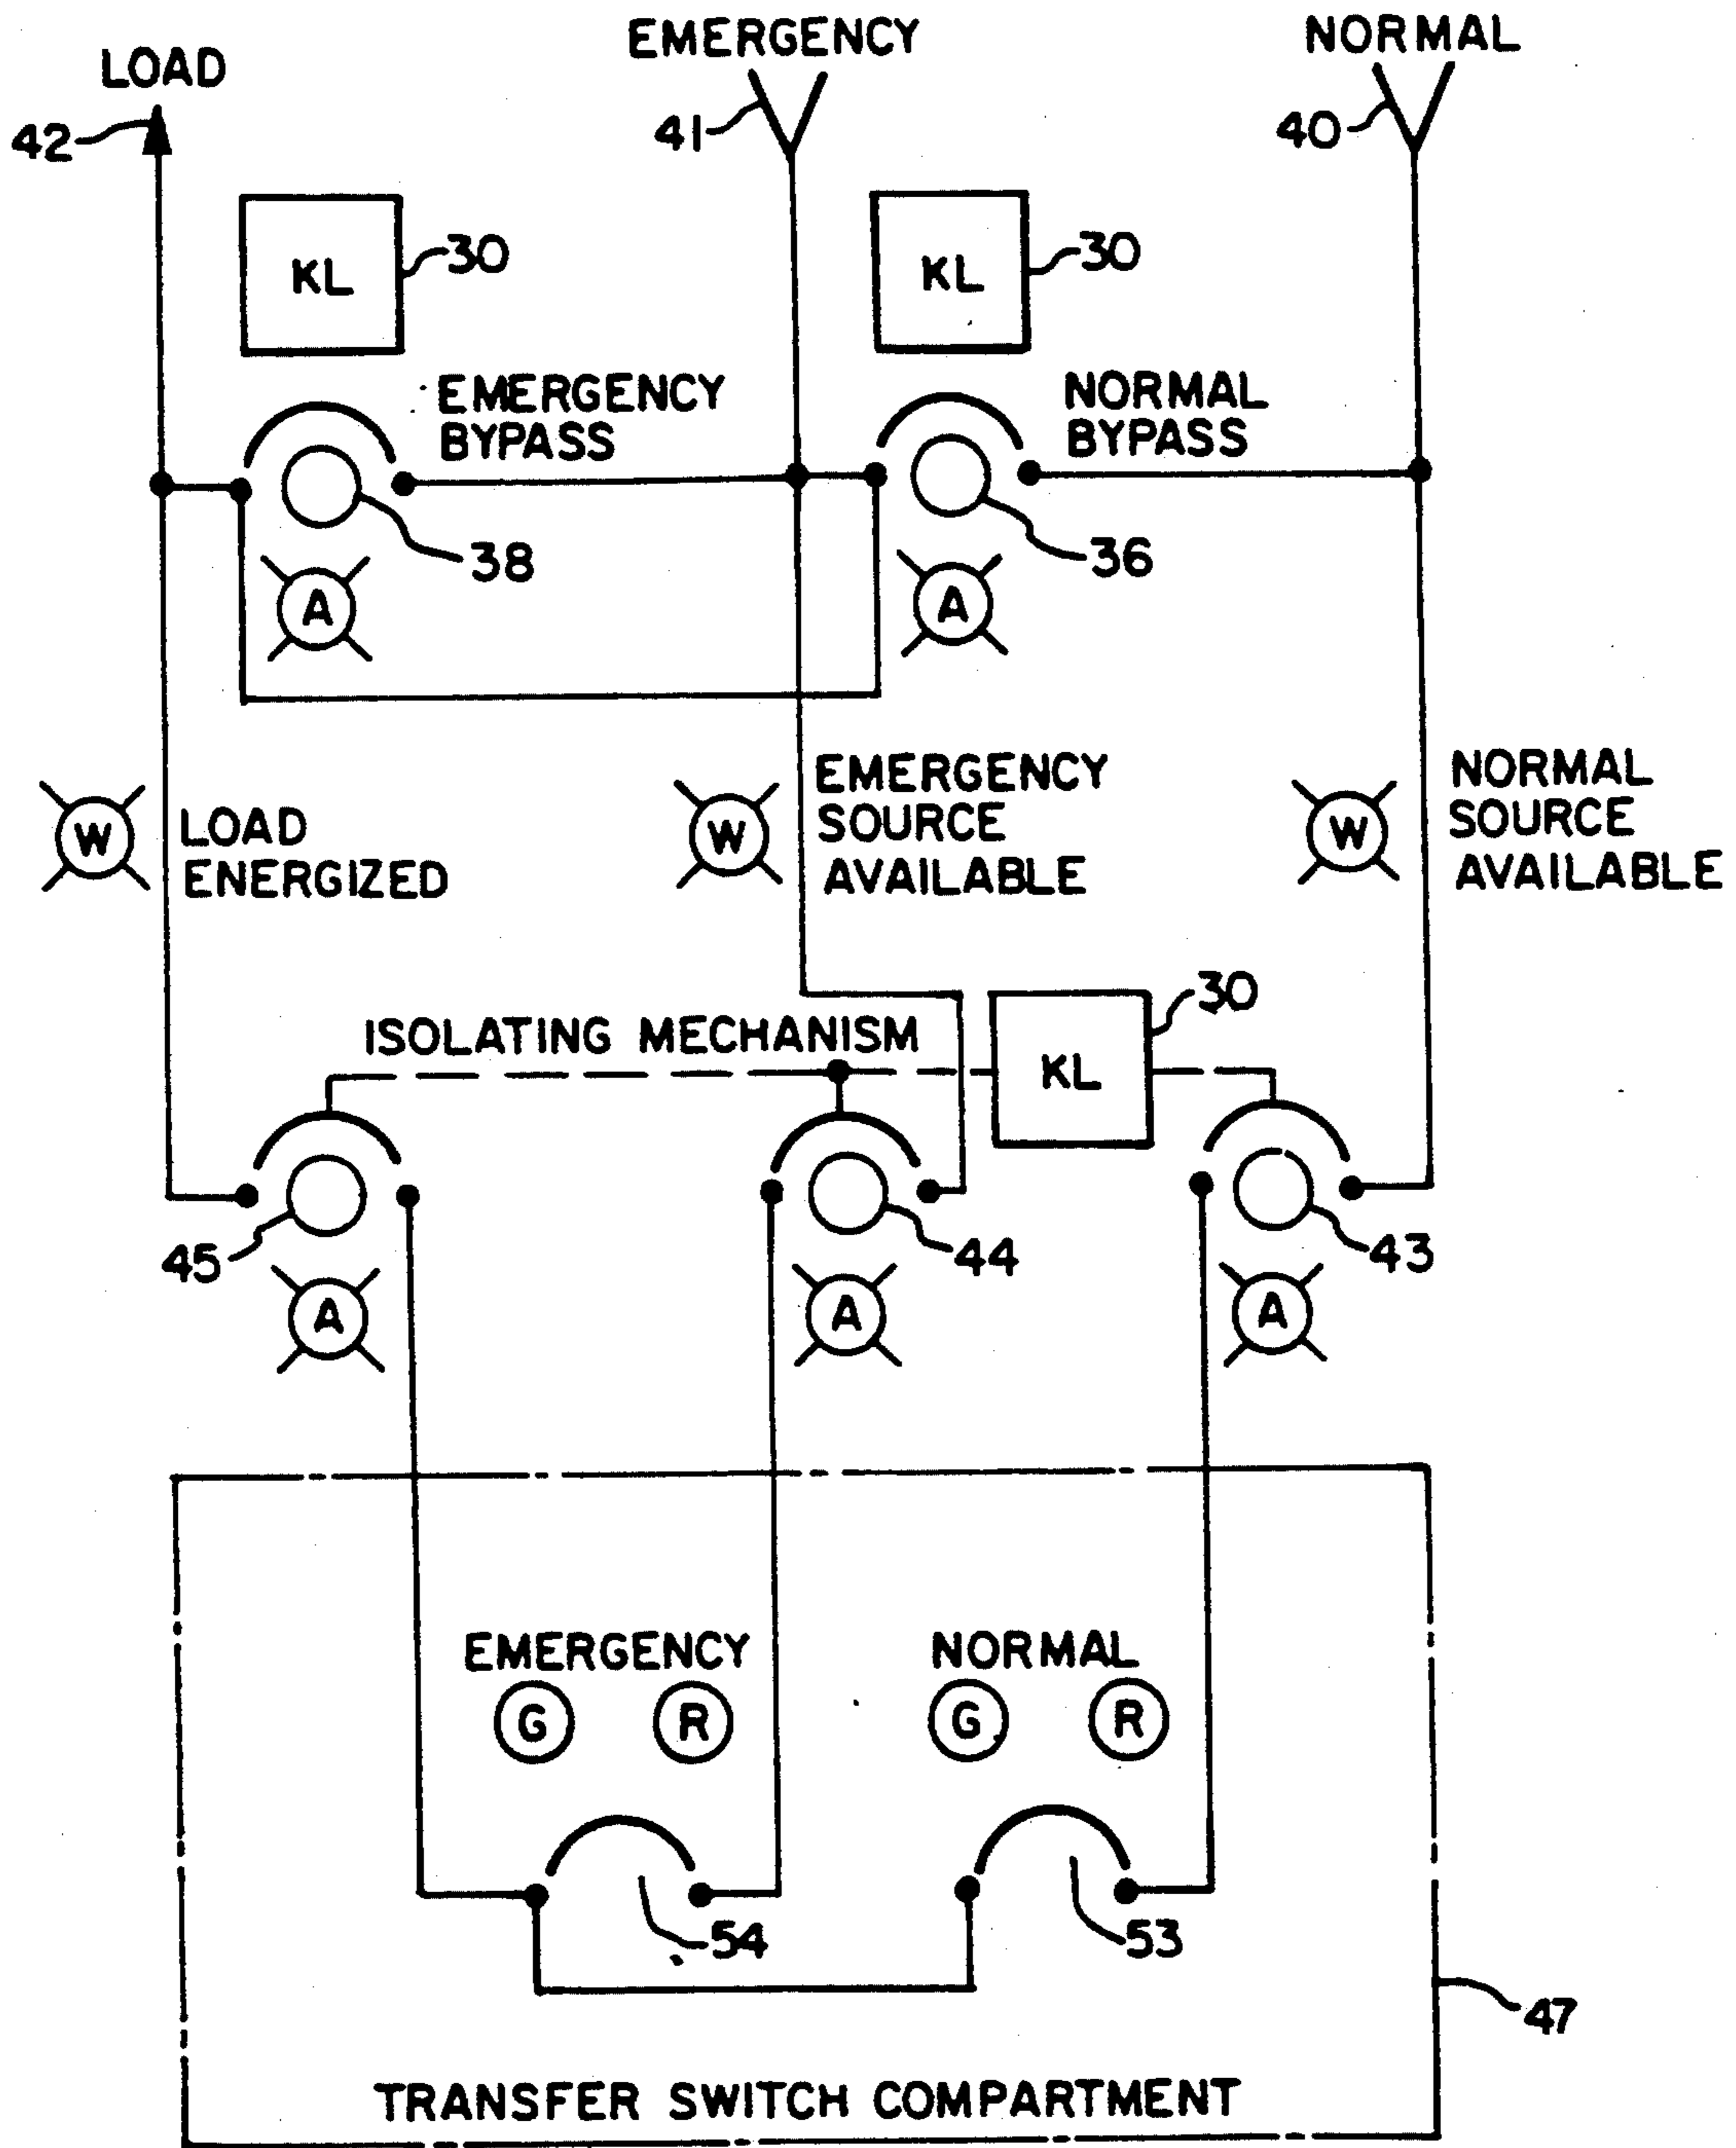 LOAD
EMERGENCY
NORMAL
42
41
40
KL
30
KL
30
EMERGENCY
BYPASS
NORMAL
BYPASS
38
36
A
A
W
LOAD
ENERGIZED
W
EMERGENCY
SOURCE
AVAILABLE
W
NORMAL
SOURCE
AVAILABLE
ISOLATING MECHANISM
KL
30
45
44
43
A
A
A
EMERGENCY
G R
NORMAL
G R
54
53
47
TRANSFER SWITCH COMPARTMENT